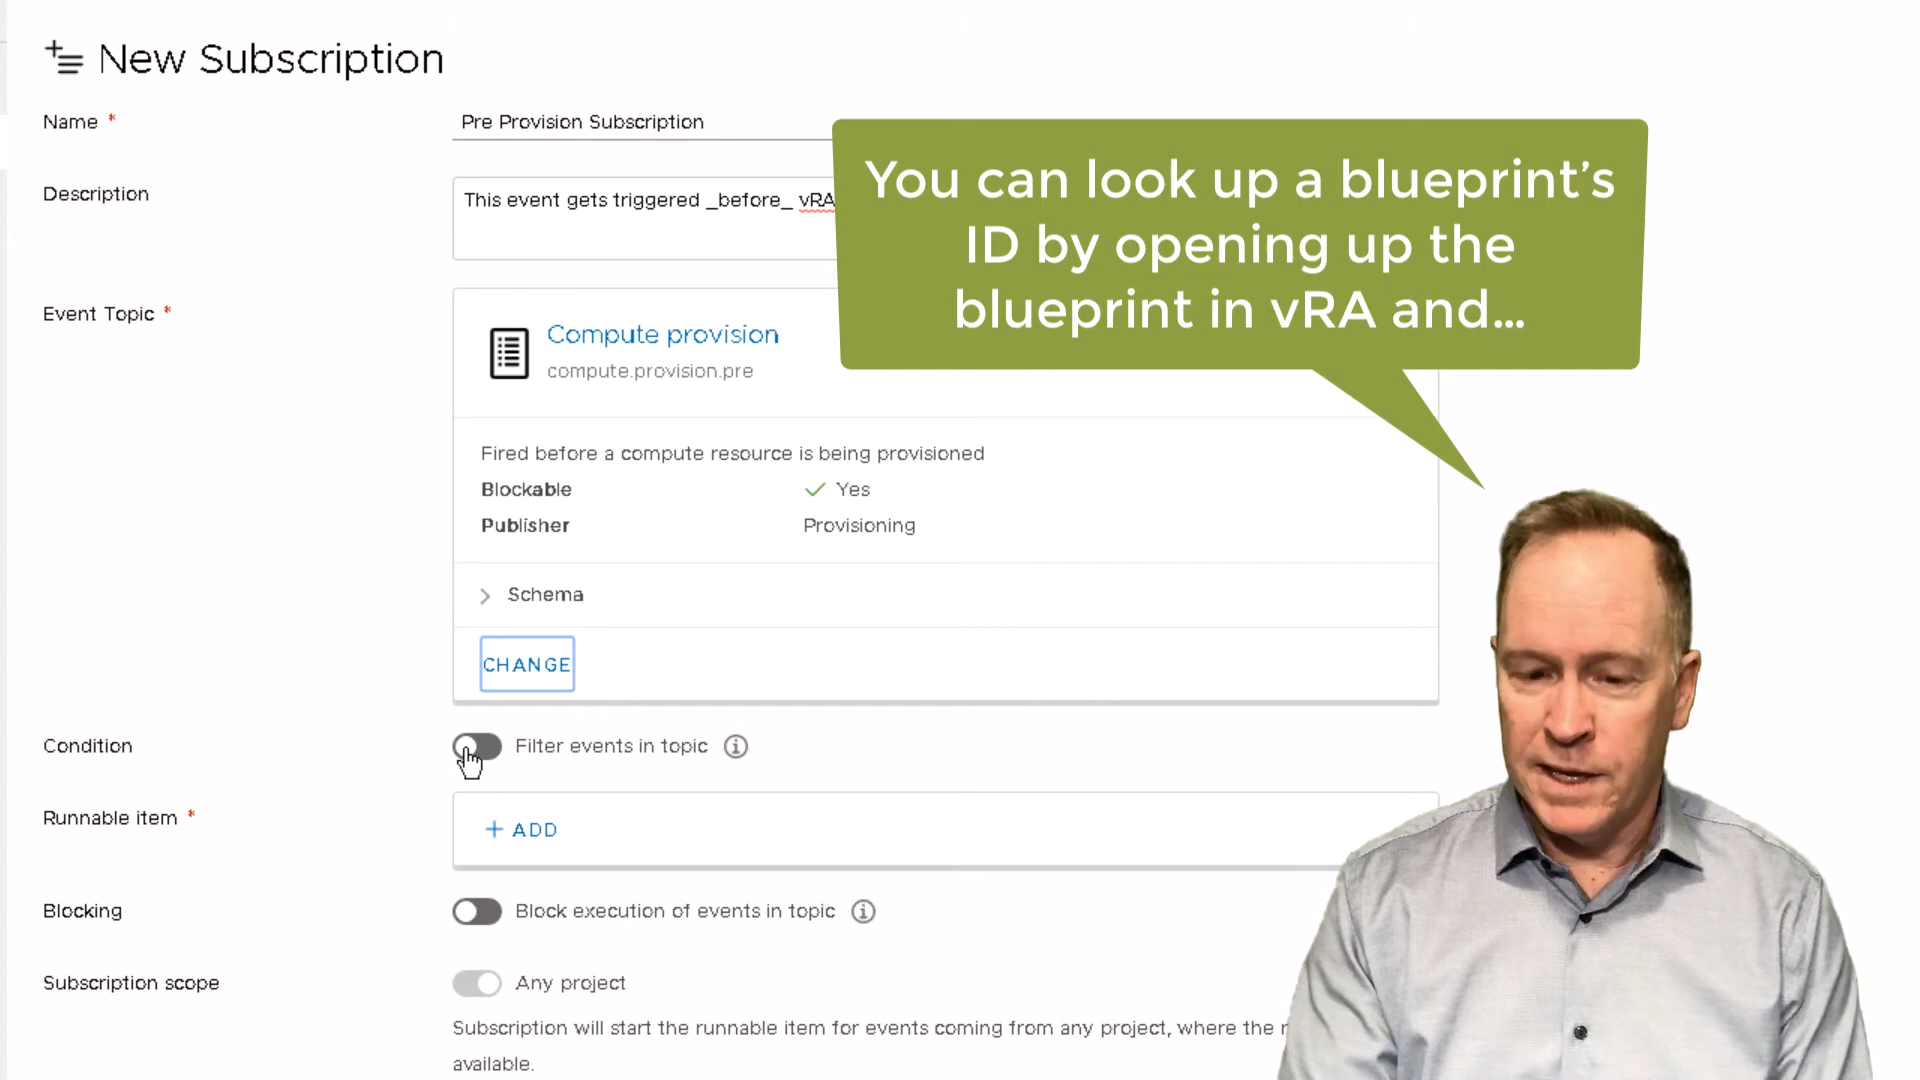 New Subscription
Name *
Pre Provision Subscription
Description
This event gets triggered _before_ vRA
You can look up a blueprint’s
ID by opening up the
blueprint in vRA and...
Event Topic *
Compute provision
compute.provision.pre
Fired before a compute resource is being provisioned
Blockable Yes
Publisher Provisioning
Schema
CHANGE
Condition
Filter events in topic
Runnable item *
+ ADD
Blocking
Block execution of events in topic
Subscription scope
Any project
Subscription will start the runnable item for events coming from any project, where the
available.